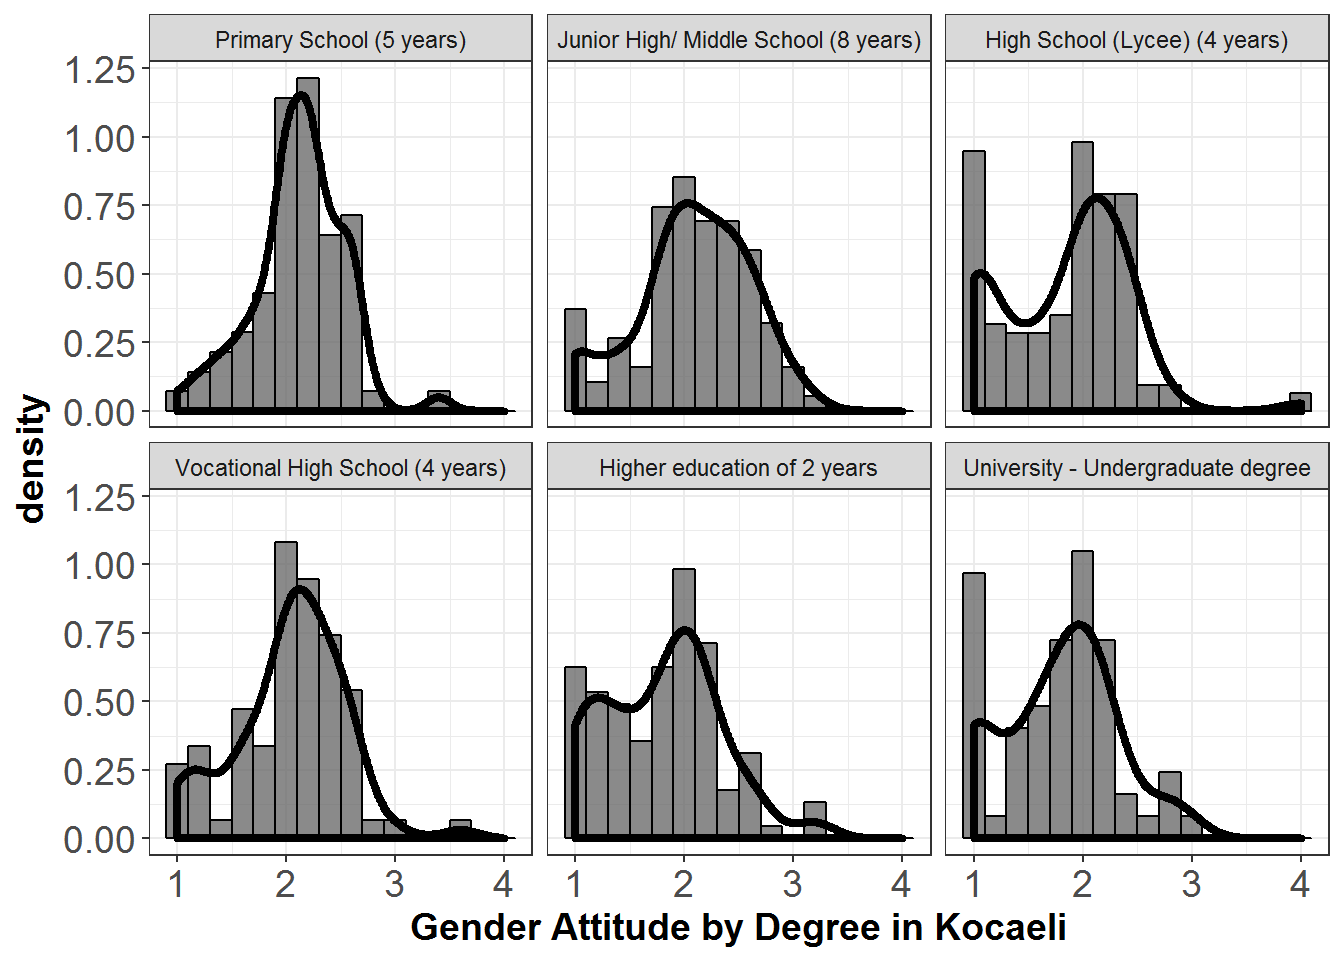 Primary School (5 years)
Junior High/ Middle School (8 years)
High School (Lycee) (4 years)
1.25
1.00
0.75
0.50
0.25
0.00
Vocational High School (4 years)
Higher education of 2 years
University - Undergraduate degree
1.25
1.00
0.75
0.50
0.25
0.00
density
1 2 3 4 1 2 3 4 1 2 3 4
Gender Attitude by Degree in Kocaeli